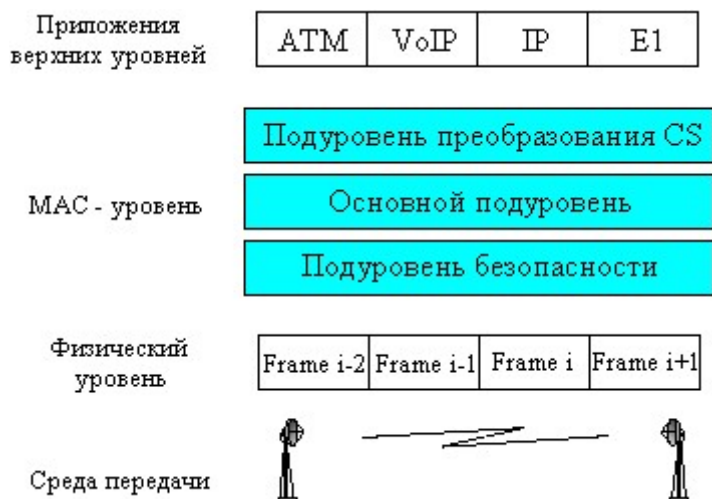 Приложения
верхних уровней
ATM VoIP IP E1
Подуровень преобразования CS
MAC - уровень
Основной подуровень
Подуровень безопасности
Физический
уровень
Frame i-2 Frame i-1 Frame i Frame i+1
Среда передачи